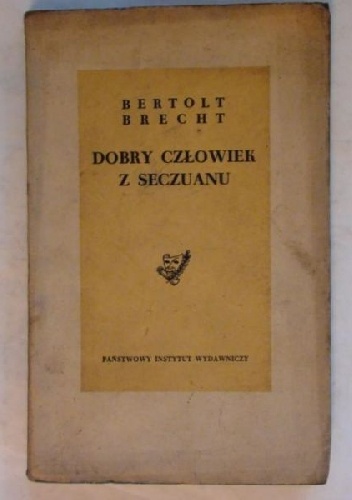 BERTOLT
BRECHT
DOBRY CZŁOWIEK
Z SECZUANU
PAŃSTWOWY INSTYTUT WYDAWNICZY